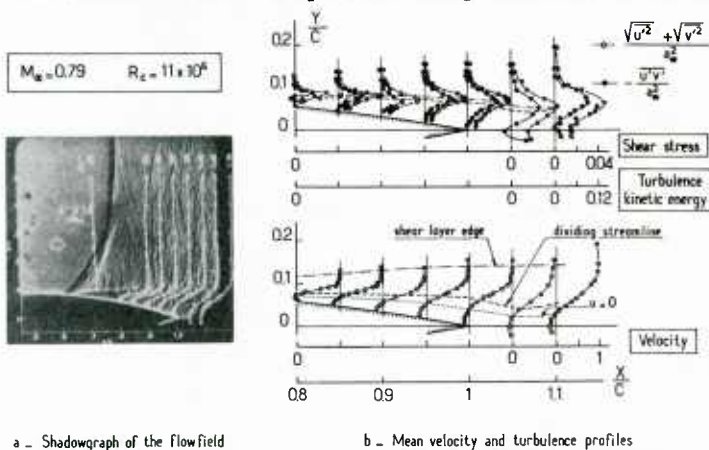 M∞ = 0.79 R_c = 11 x 10⁶
Y/C
0.2
0.1
0
√u'² + √v'²
a²∞
- u'v'
a²∞
Shear stress
0 0 0 0.04
Turbulence kinetic energy
0 0 0 0.12
shear layer edge
dividing streamline
0.2
0.1
0
u = 0
Velocity
0 0 0 1
X/C
0.8 0.9 1 1.1
a _ Shadowgraph of the flowfield
b _ Mean velocity and turbulence profiles